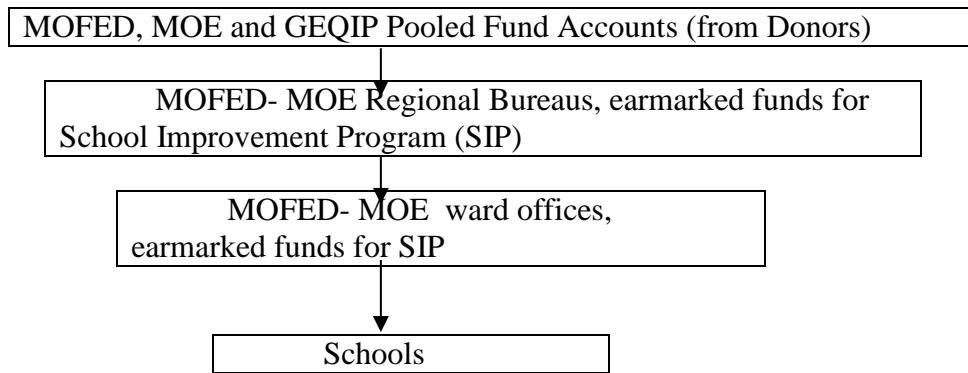 MOFED, MOE and GEQIP Pooled Fund Accounts (from Donors)
MOFED- MOE Regional Bureaus, earmarked funds for
School Improvement Program (SIP)
MOFED- MOE ward offices,
earmarked funds for SIP
Schools